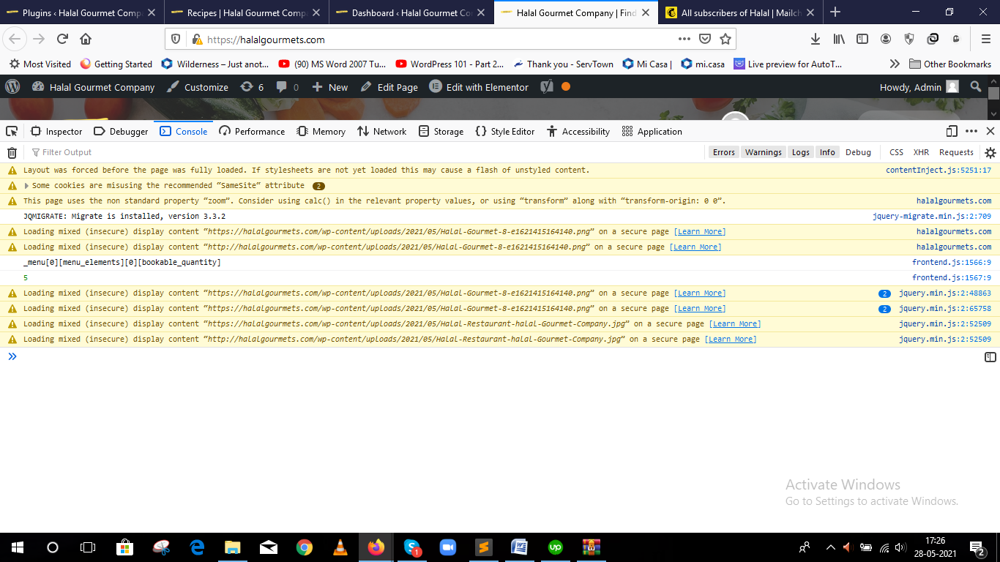 Plugins ‹ Halal Gourmet Comp
Recipes | Halal Gourmet Comp
Dashboard ‹ Halal Gourmet Co
Halal Gourmet Company | Find
All subscribers of Halal | Mailch
https://halalgourmets.com
Most Visited
Getting Started
Wilderness – Just anot...
(90) MS Word 2007 Tu...
WordPress 101 - Part 2...
Thank you - ServTown
Mi Casa |
mi.casa
Live preview for AutoT...
Other Bookmarks
Halal Gourmet Company
Customize
6
0
New
Edit Page
Edit with Elementor
Howdy, Admin
Inspector
Debugger
Console
Performance
Memory
Network
Storage
Style Editor
Accessibility
Application
Filter Output
Errors
Warnings
Logs
Info
Debug
CSS
XHR
Requests
Layout was forced before the page was fully loaded. If stylesheets are not yet loaded this may cause a flash of unstyled content. contentInject.js:5251:17
Some cookies are misusing the recommended “SameSite“ attribute 2
This page uses the non standard property “zoom”. Consider using calc() in the relevant property values, or using “transform” along with “transform-origin: 0 0”. halalgourmets.com
JQMIGRATE: Migrate is installed, version 3.3.2 jquery-migrate.min.js:2:709
Loading mixed (insecure) display content “https://halalgourmets.com/wp-content/uploads/2021/05/Halal-Gourmet-8-e1621415164140.png” on a secure page [Learn More] halalgourmets.com
Loading mixed (insecure) display content “http://halalgourmets.com/wp-content/uploads/2021/05/Halal-Gourmet-8-e1621415164140.png” on a secure page [Learn More] halalgourmets.com
_menu[0][menu_elements][0][bookable_quantity] frontend.js:1566:9
5 frontend.js:1567:9
Loading mixed (insecure) display content “https://halalgourmets.com/wp-content/uploads/2021/05/Halal-Gourmet-8-e1621415164140.png” on a secure page [Learn More] 2 jquery.min.js:2:48863
Loading mixed (insecure) display content “https://halalgourmets.com/wp-content/uploads/2021/05/Halal-Gourmet-8-e1621415164140.png” on a secure page [Learn More] 2 jquery.min.js:2:65758
Loading mixed (insecure) display content “https://halalgourmets.com/wp-content/uploads/2021/05/Halal-Restaurant-halal-Gourmet-Company.jpg” on a secure page [Learn More] jquery.min.js:2:52509
Loading mixed (insecure) display content “http://halalgourmets.com/wp-content/uploads/2021/05/Halal-Restaurant-halal-Gourmet-Company.jpg” on a secure page [Learn More] jquery.min.js:2:52509
Activate Windows
Go to Settings to activate Windows.
17:26
28-05-2021
2